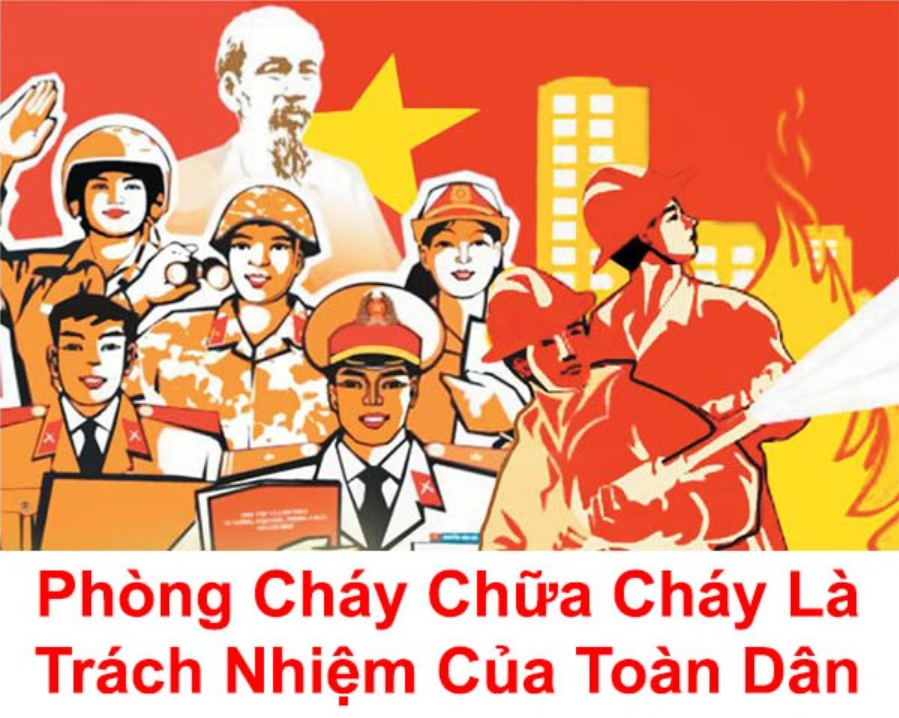 Phòng Cháy Chữa Cháy Là
Trách Nhiệm Của Toàn Dân